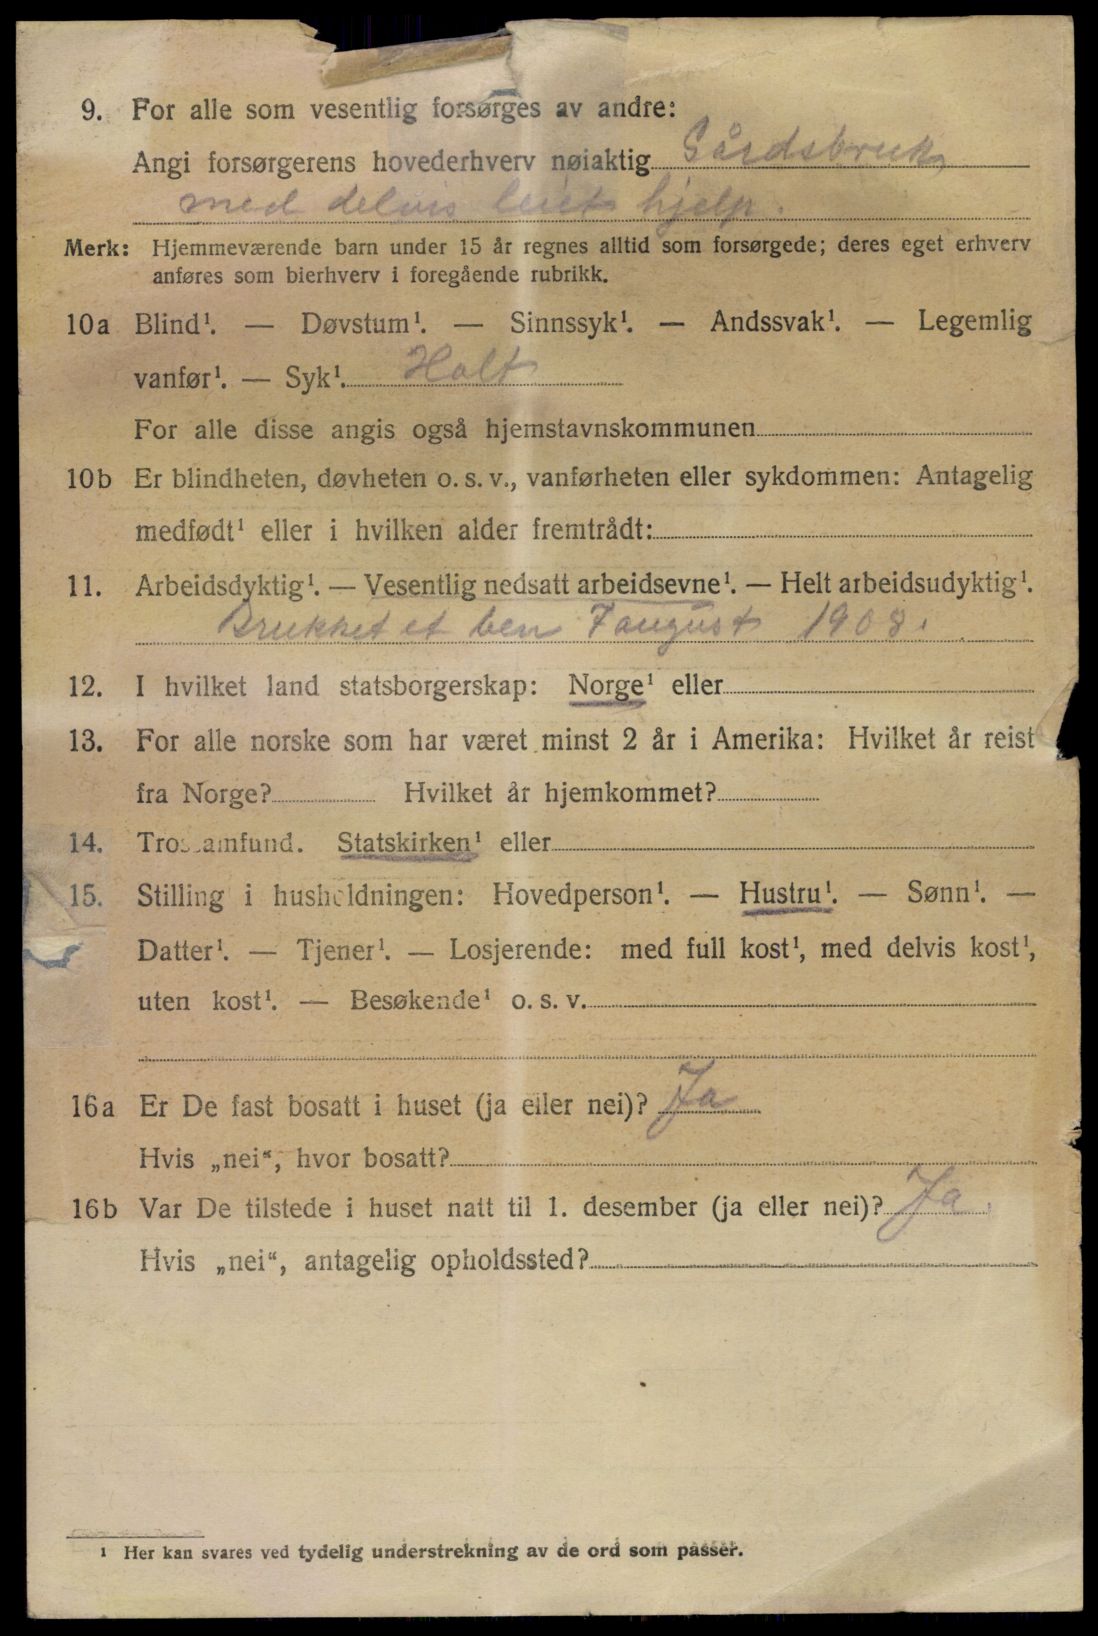 9. For alle som vesentlig forsørges av andre:
Angi forsørgerens hovederhverv nøiaktig Gårdsbruk
med delvis leiet hjelp.
Merk: Hjemmeværende barn under 15 år regnes alltid som forsørgede; deres eget erhverv
anføres som bierhverv i foregående rubrikk.
10a Blind¹. — Døvstum¹. — Sinnssyk¹. — Andssvak¹. — Legemlig
vanfør¹. — Syk¹. Halt
For alle disse angis også hjemstavnskommunen
10b Er blindheten, døvheten o. s. v., vanførheten eller sykdommen: Antagelig
medfødt¹ eller i hvilken alder fremtrådt:
11. Arbeidsdyktig¹. — Vesentlig nedsatt arbeidsevne¹. — Helt arbeidsudyktig¹.
Brukket et ben 7 august 1908.
12. I hvilket land statsborgerskap: Norge¹ eller
13. For alle norske som har været minst 2 år i Amerika: Hvilket år reist
fra Norge? Hvilket år hjemkommet?
14. Trossamfund. Statskirken¹ eller
15. Stilling i husholdningen: Hovedperson¹. — Hustru¹. — Sønn¹. —
Datter¹. — Tjener¹. — Losjerende: med full kost¹, med delvis kost¹,
uten kost¹. — Besøkende¹ o. s. v.
16a Er De fast bosatt i huset (ja eller nei)? Ja
Hvis „nei“, hvor bosatt?
16b Var De tilstede i huset natt til 1. desember (ja eller nei)? Ja.
Hvis „nei“, antagelig opholdssted?
¹ Her kan svares ved tydelig understrekning av de ord som passer.